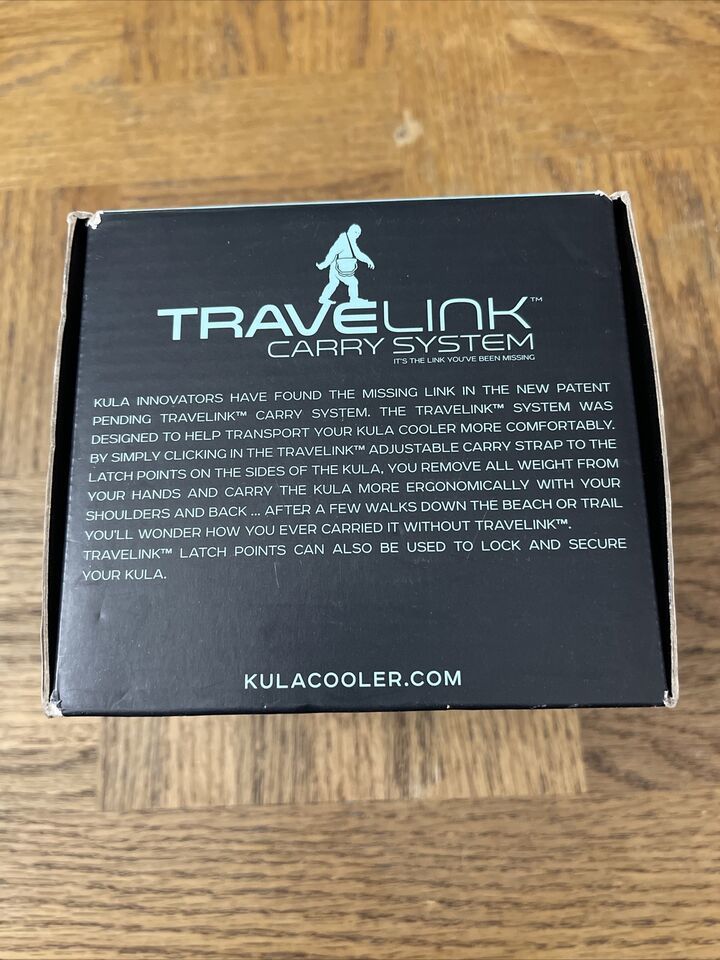 TRAVELINK™
CARRY SYSTEM
IT'S THE LINK YOU'VE BEEN MISSING
KULA INNOVATORS HAVE FOUND THE MISSING LINK IN THE NEW PATENT
PENDING TRAVELINK™ CARRY SYSTEM. THE TRAVELINK™ SYSTEM WAS
DESIGNED TO HELP TRANSPORT YOUR KULA COOLER MORE COMFORTABLY.
BY SIMPLY CLICKING IN THE TRAVELINK™ ADJUSTABLE CARRY STRAP TO THE
LATCH POINTS ON THE SIDES OF THE KULA, YOU REMOVE ALL WEIGHT FROM
YOUR HANDS AND CARRY THE KULA MORE ERGONOMICALLY WITH YOUR
SHOULDERS AND BACK ... AFTER A FEW WALKS DOWN THE BEACH OR TRAIL
YOU'LL WONDER HOW YOU EVER CARRIED IT WITHOUT TRAVELINK™.
TRAVELINK™ LATCH POINTS CAN ALSO BE USED TO LOCK AND SECURE
YOUR KULA.
KULACOOLER.COM